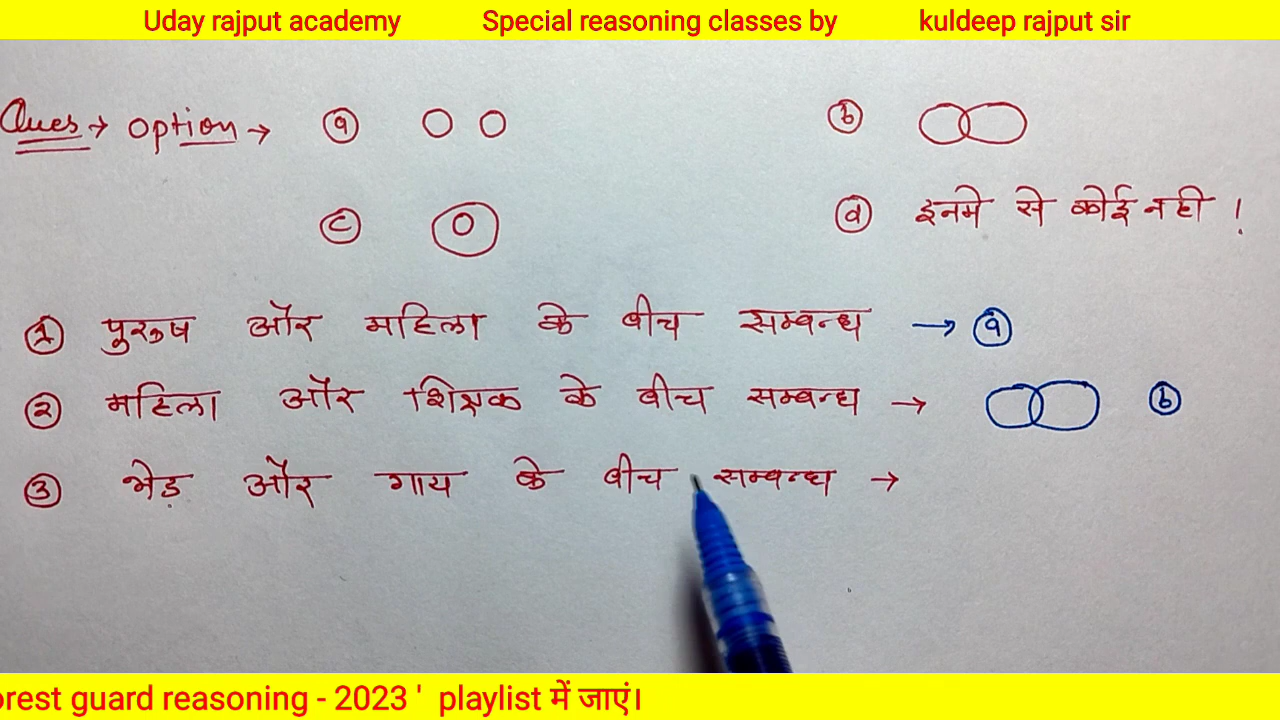 Uday rajput academy Special reasoning classes by kuldeep rajput sir
Ques → option → (a) (b)
(c) (d) इनमे से कोई नही !
(1) पुरुष और महिला के बीच सम्बन्ध → (a)
(2) महिला और शिक्षक के बीच सम्बन्ध → (b)
(3) भेड़ और गाय के बीच सम्बन्ध →
orest guard reasoning - 2023 ' playlist में जाएं।